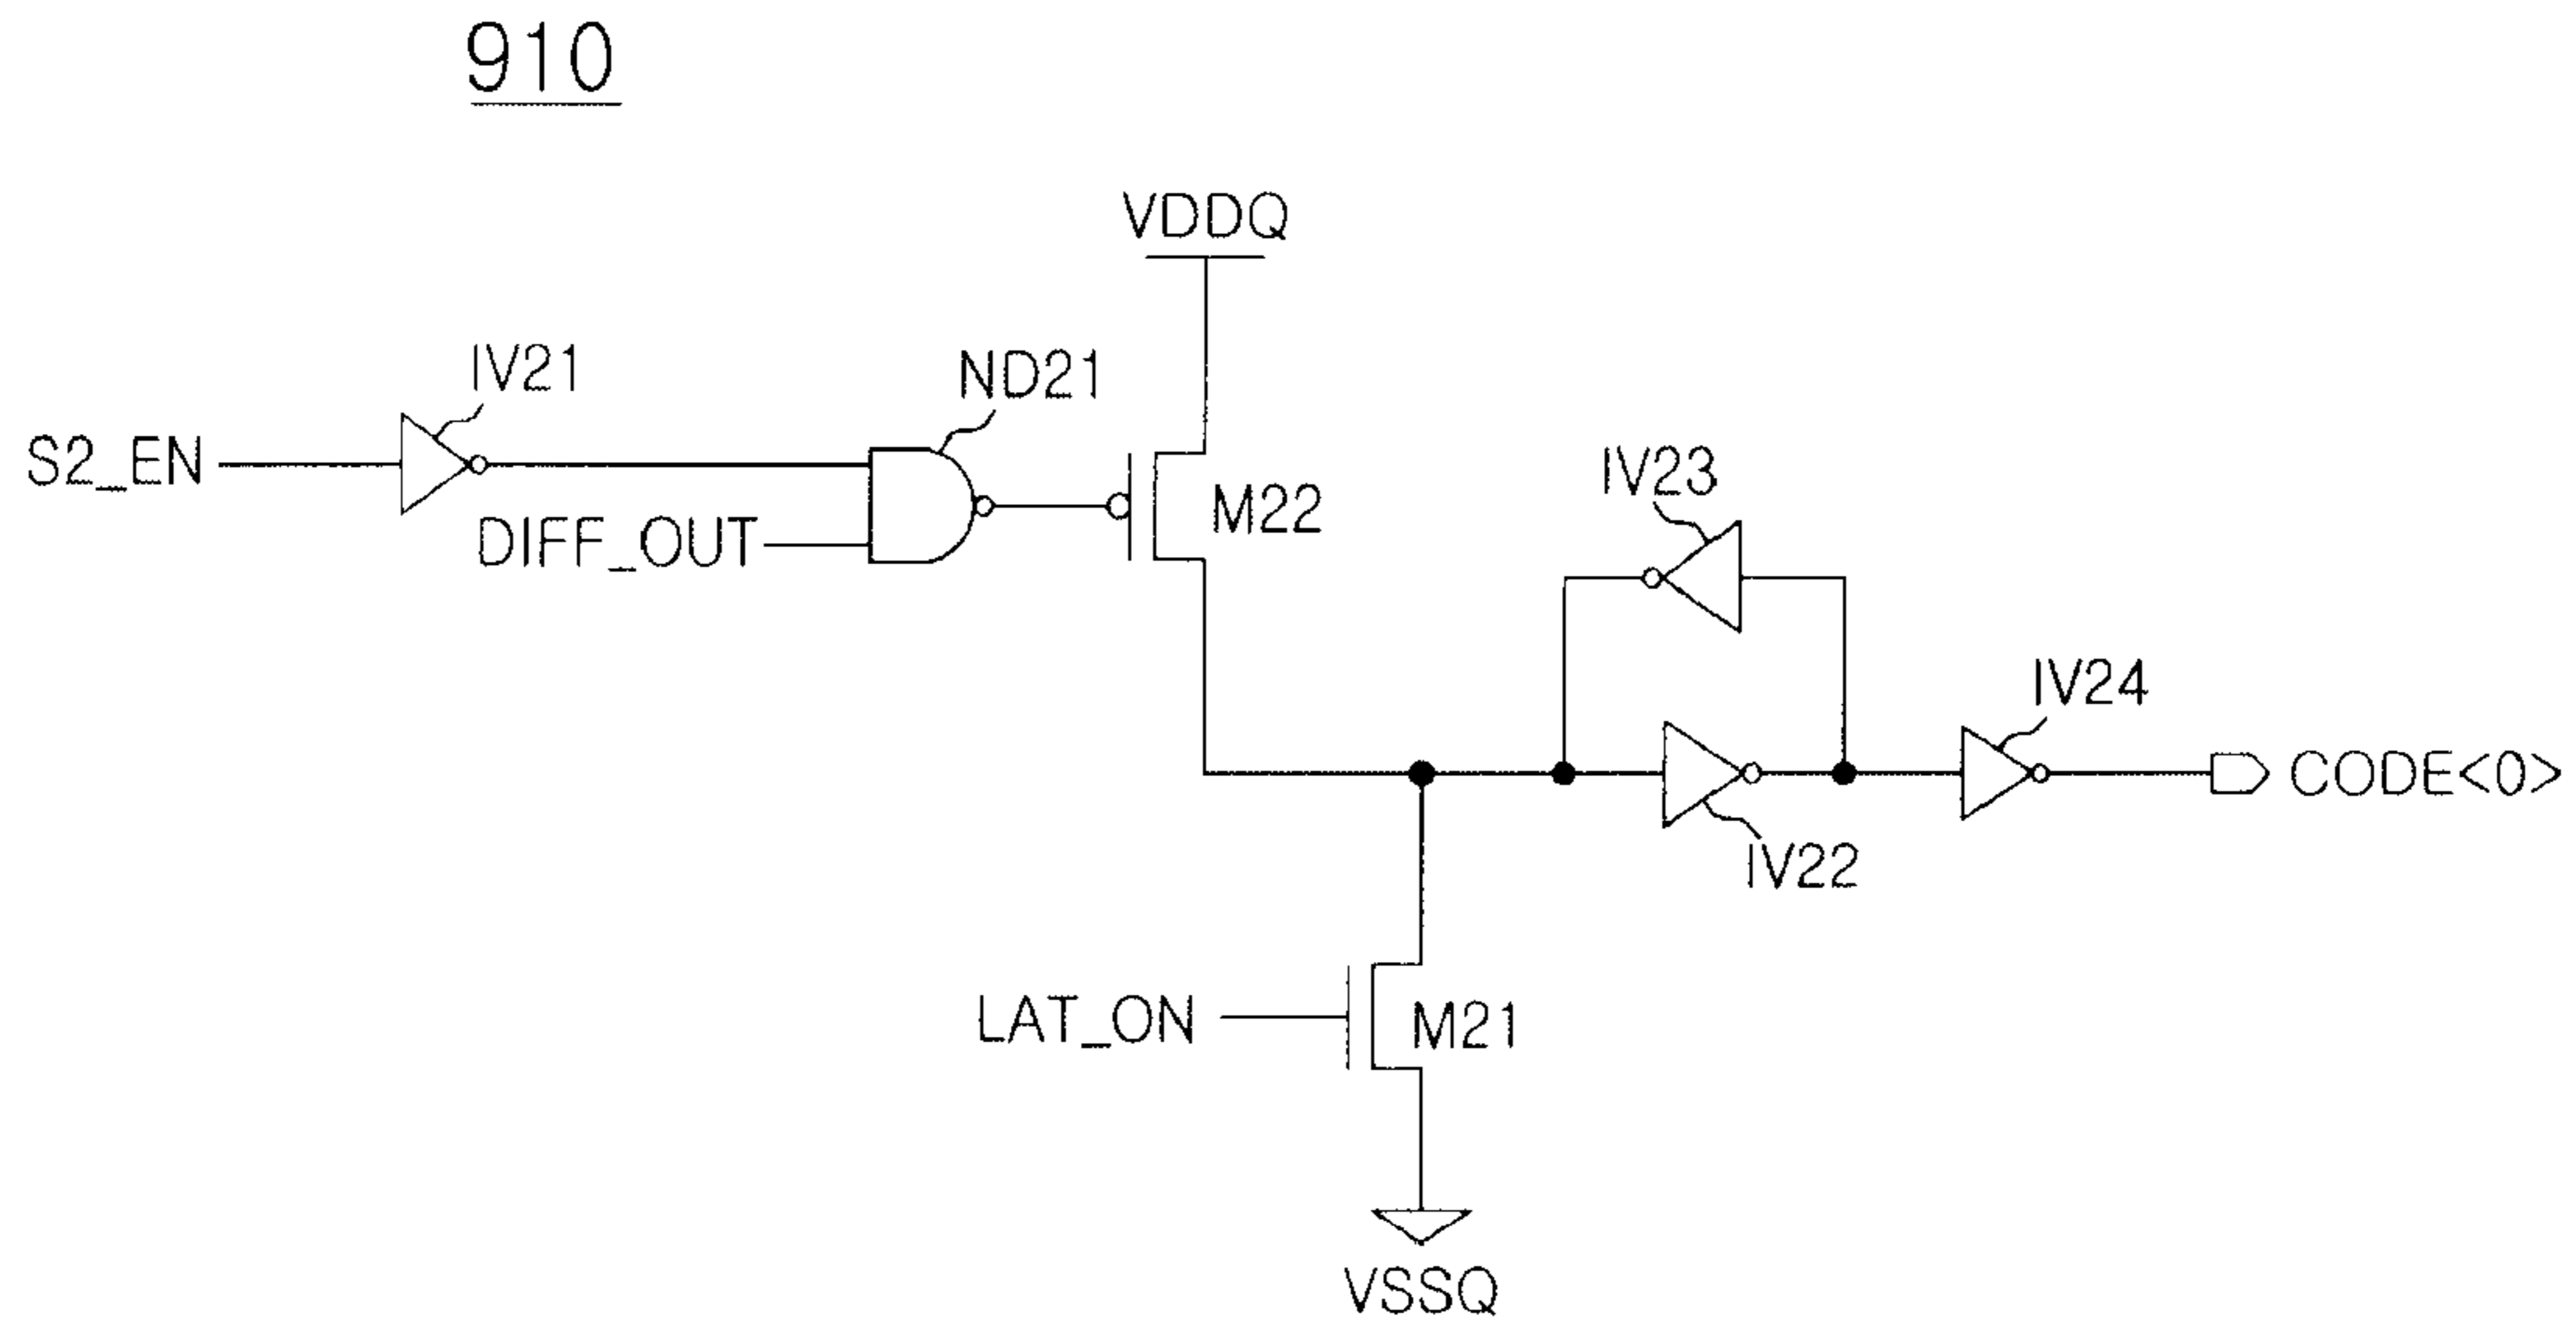 910
VDDQ
IV21
ND21
S2_EN
M22
DIFF_OUT
IV23
IV24
CODE<0>
IV22
LAT_ON
M21
VSSQ